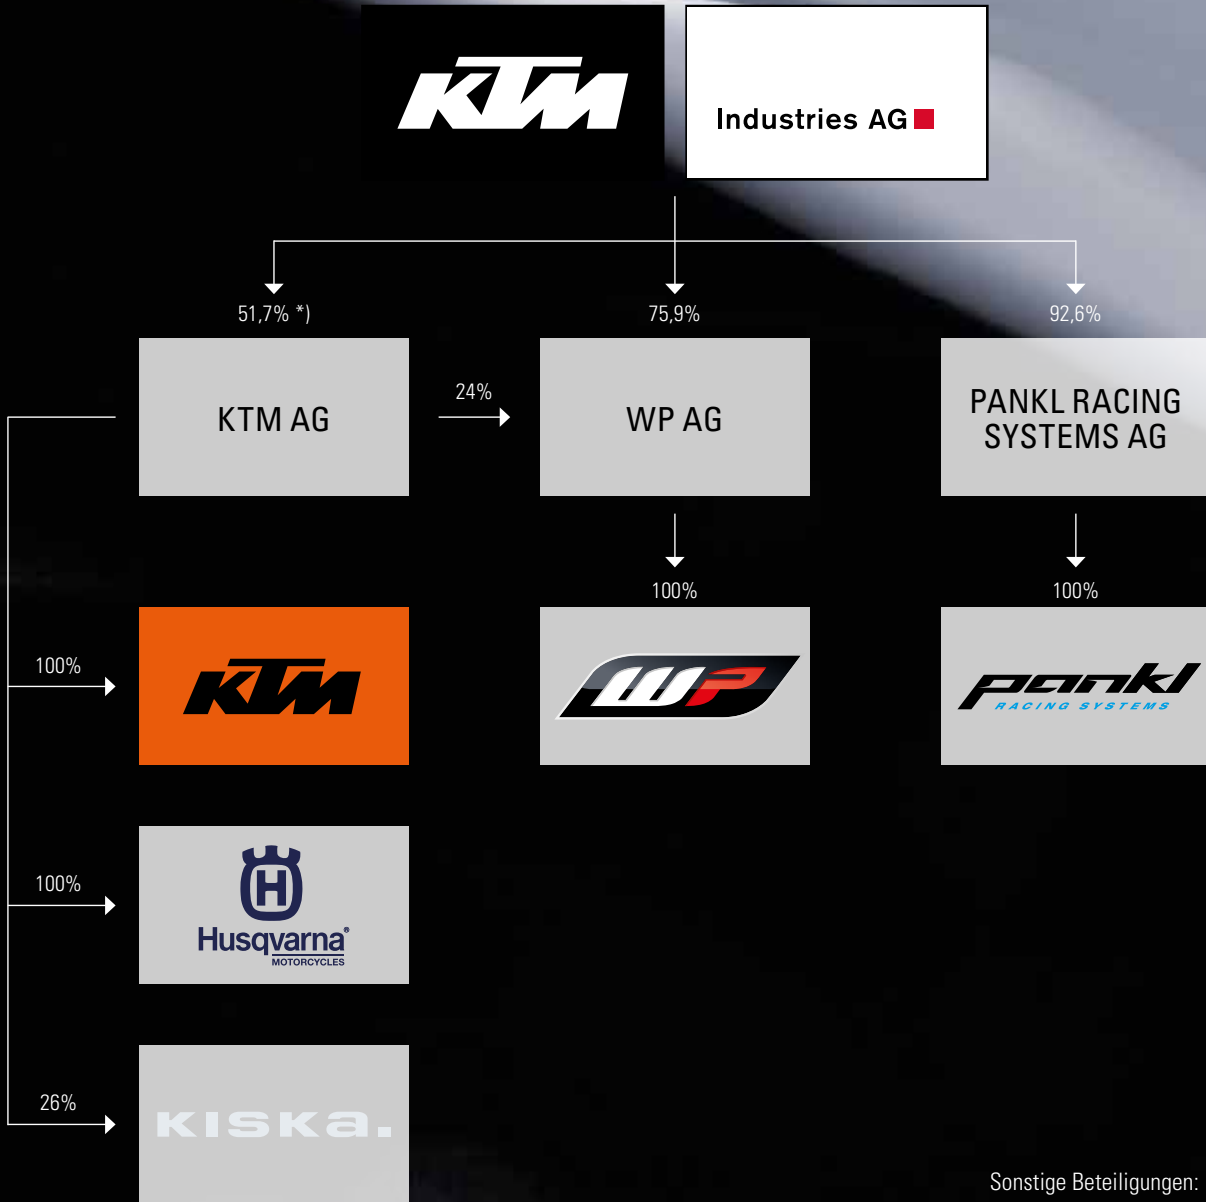 KTM
Industries AG
51,7% *)
75,9%
92,6%
KTM AG
24%
WP AG
PANKL RACING
SYSTEMS AG
100%
100%
100%
KTM
WP
pankl
RACING SYSTEMS
100%
H
Husqvarna®
MOTORCYCLES
26%
KISKa.
Sonstige Beteiligungen: